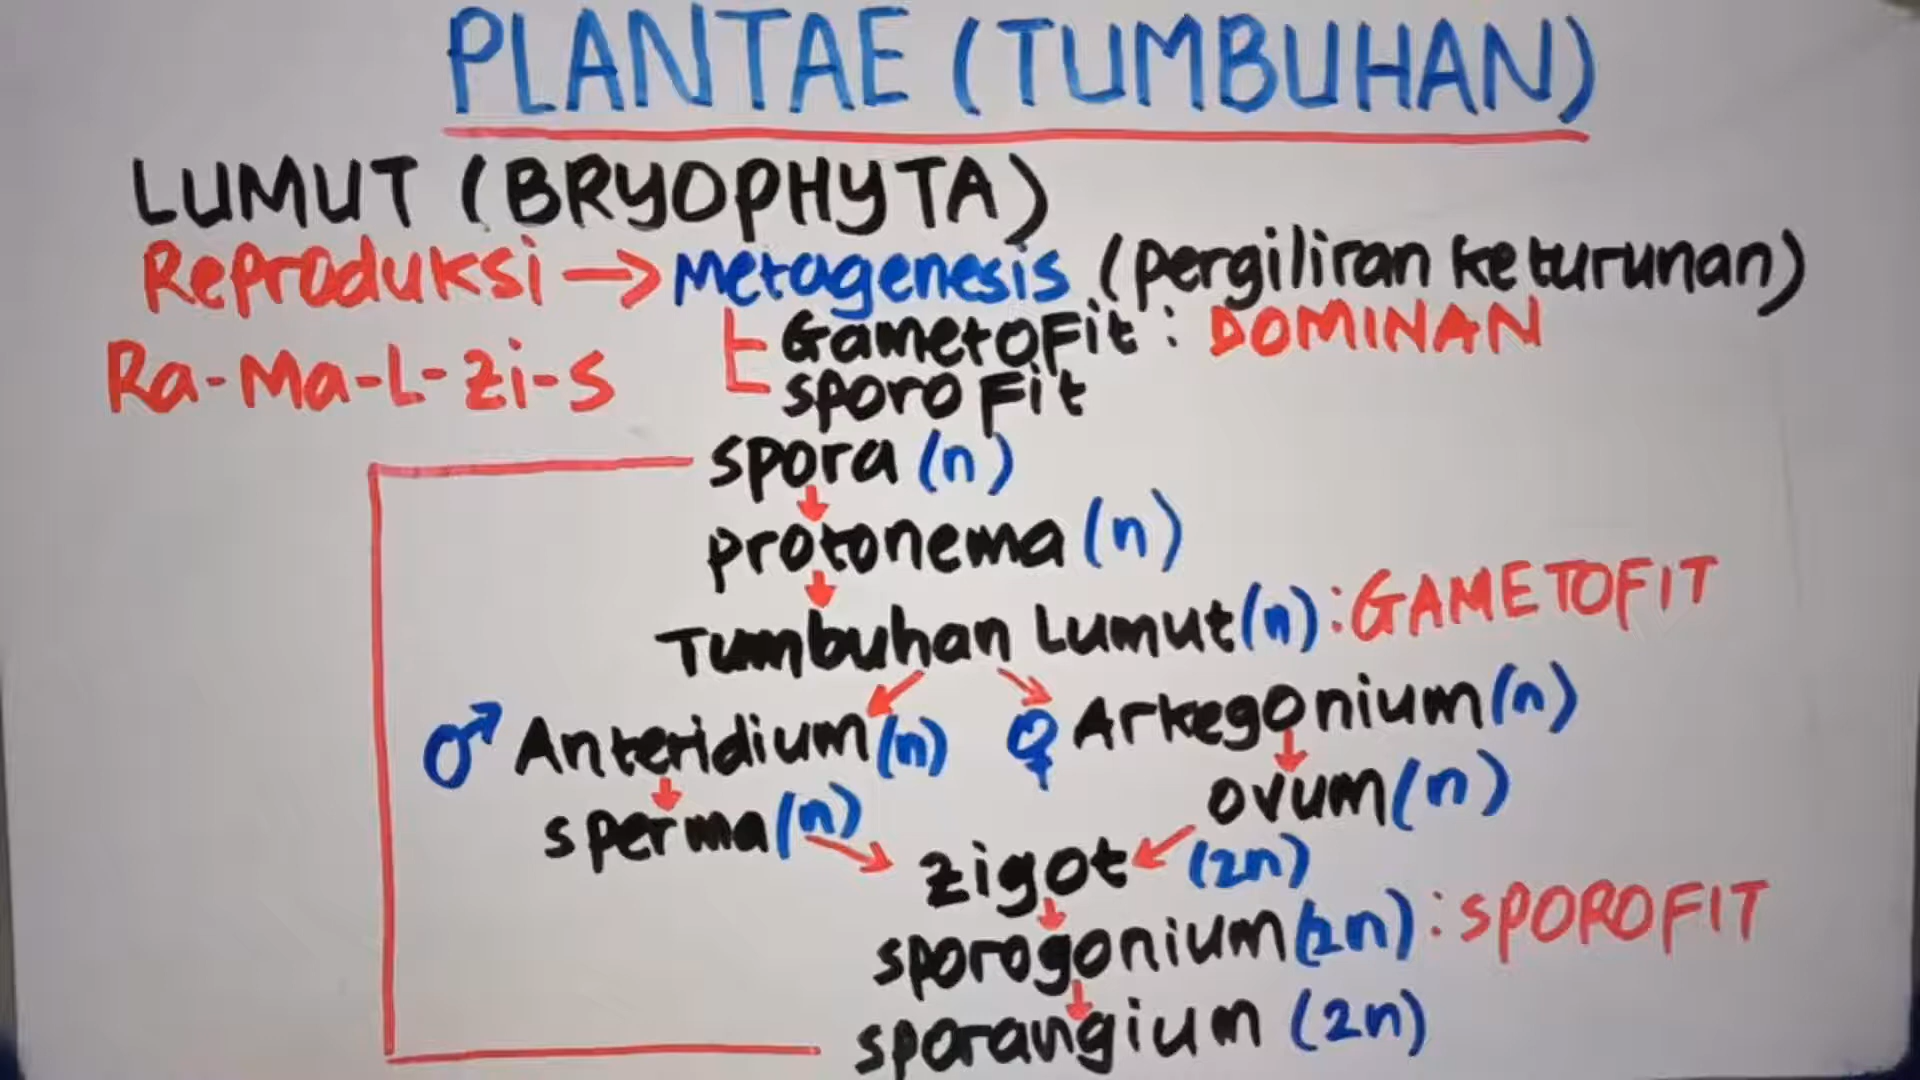 PLANTAE (TUMBUHAN)
LUMUT (BRYOPHYTA)
Reproduksi → Metagenesis (pergiliran keturunan)
Gametofit : DOMINAN
Ra-Ma-L-Zi-S
sporofit
spora (n)
protonema (n)
Tumbuhan Lumut (n) : GAMETOFIT
♂ Anteridium (n) ♀ Arkegonium (n)
sperma (n) ovum (n)
zigot (2n)
sporogonium (2n) : SPOROFIT
sporangium (2n)